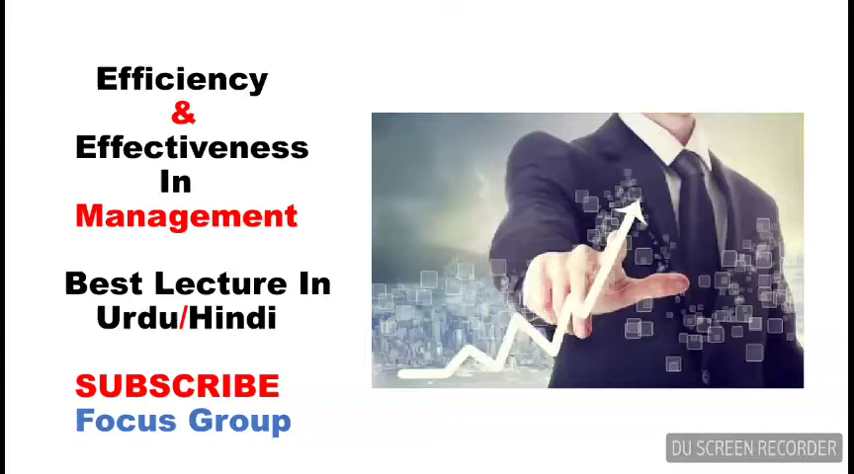 Efficiency
&
Effectiveness
In
Management
Best Lecture In
Urdu/Hindi
SUBSCRIBE
Focus Group
DU SCREEN RECORDER